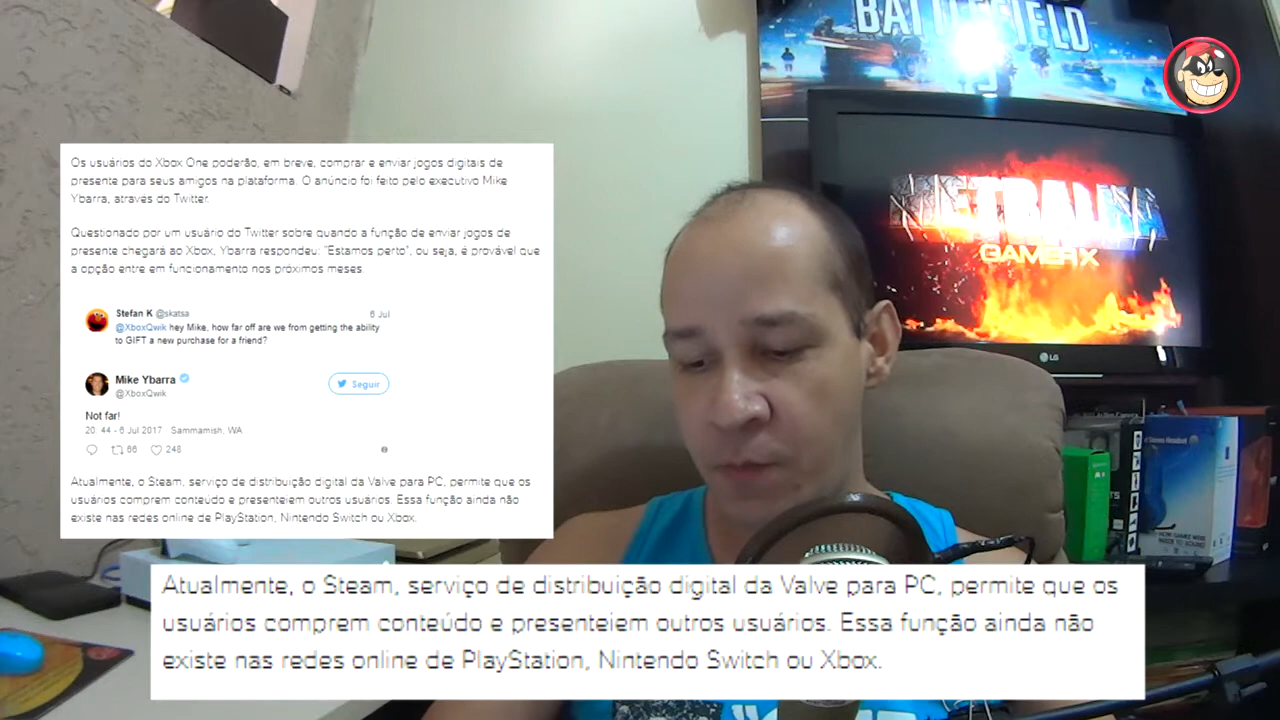 BATTLEFIELD
GAMERX
LG
Os usuários do Xbox One poderão, em breve, comprar e enviar jogos digitais de
presente para seus amigos na plataforma. O anúncio foi feito pelo executivo Mike
Ybarra, através do Twitter.
Questionado por um usuário do Twitter sobre quando a função de enviar jogos de
presente chegará ao Xbox, Ybarra respondeu: "Estamos perto", ou seja, é provável que
a opção entre em funcionamento nos próximos meses.
Stefan K @skatsa 6 Jul
@XboxQwik hey Mike, how far off are we from getting the ability
to GIFT a new purchase for a friend?
Mike Ybarra Seguir
@XboxQwik
Not far!
20: 44 - 6 Jul 2017 Sammamish, WA
66 248
Atualmente, o Steam, serviço de distribuição digital da Valve para PC, permite que os
usuários comprem conteúdo e presenteiem outros usuários. Essa função ainda não
existe nas redes online de PlayStation, Nintendo Switch ou Xbox.
Atualmente, o Steam, serviço de distribuição digital da Valve para PC, permite que os
usuários comprem conteúdo e presenteiem outros usuários. Essa função ainda não
existe nas redes online de PlayStation, Nintendo Switch ou Xbox.